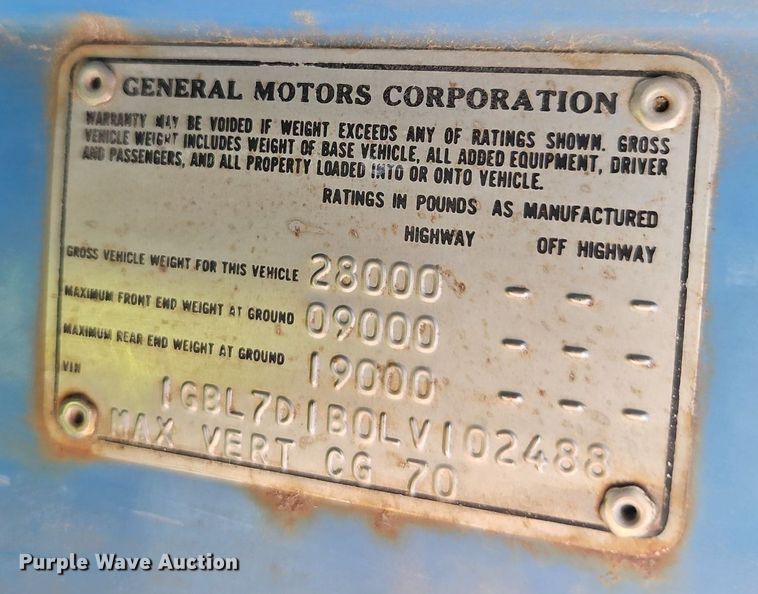 GENERAL MOTORS CORPORATION
WARRANTY MAY BE VOIDED IF WEIGHT EXCEEDS ANY OF RATINGS SHOWN. GROSS
VEHICLE WEIGHT INCLUDES WEIGHT OF BASE VEHICLE, ALL ADDED EQUIPMENT, DRIVER
AND PASSENGERS, AND ALL PROPERTY LOADED INTO OR ONTO VEHICLE.
RATINGS IN POUNDS AS MANUFACTURED
HIGHWAY OFF HIGHWAY
GROSS VEHICLE WEIGHT FOR THIS VEHICLE 28000 - - -
MAXIMUM FRONT END WEIGHT AT GROUND 09000 - - -
MAXIMUM REAR END WEIGHT AT GROUND 19000 - - -
VIN
1GBL7D1B0LV102488
MAX VERT CG 70
Purple Wave Auction